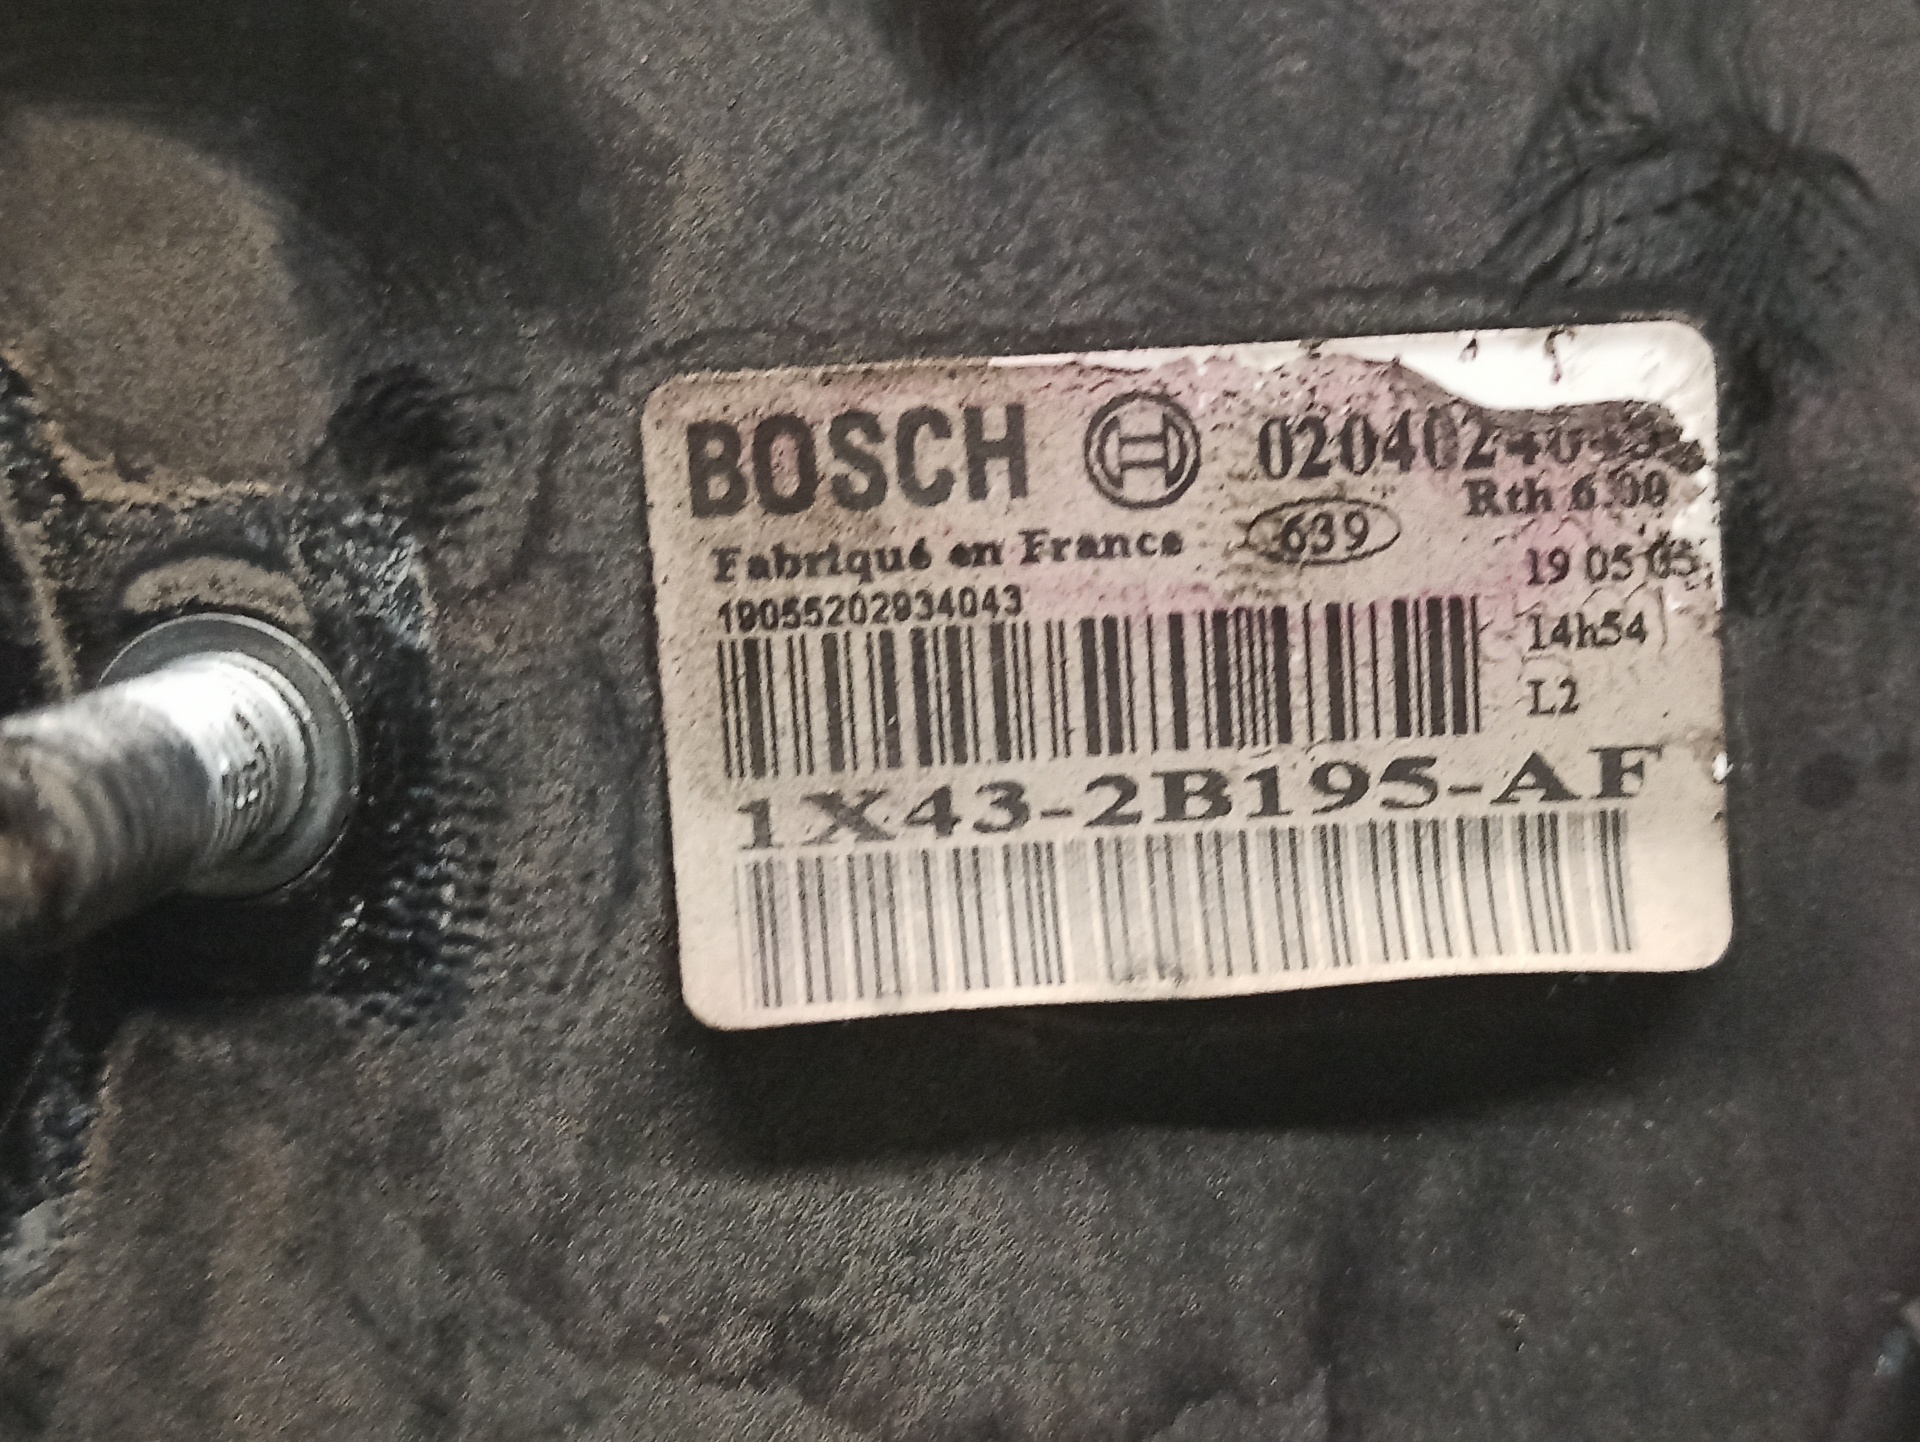 BOSCH
Rth 6.00
Fabriqué en France 639
19 05 05
19055202934043
14h54
L2
1X43-2B195-AF